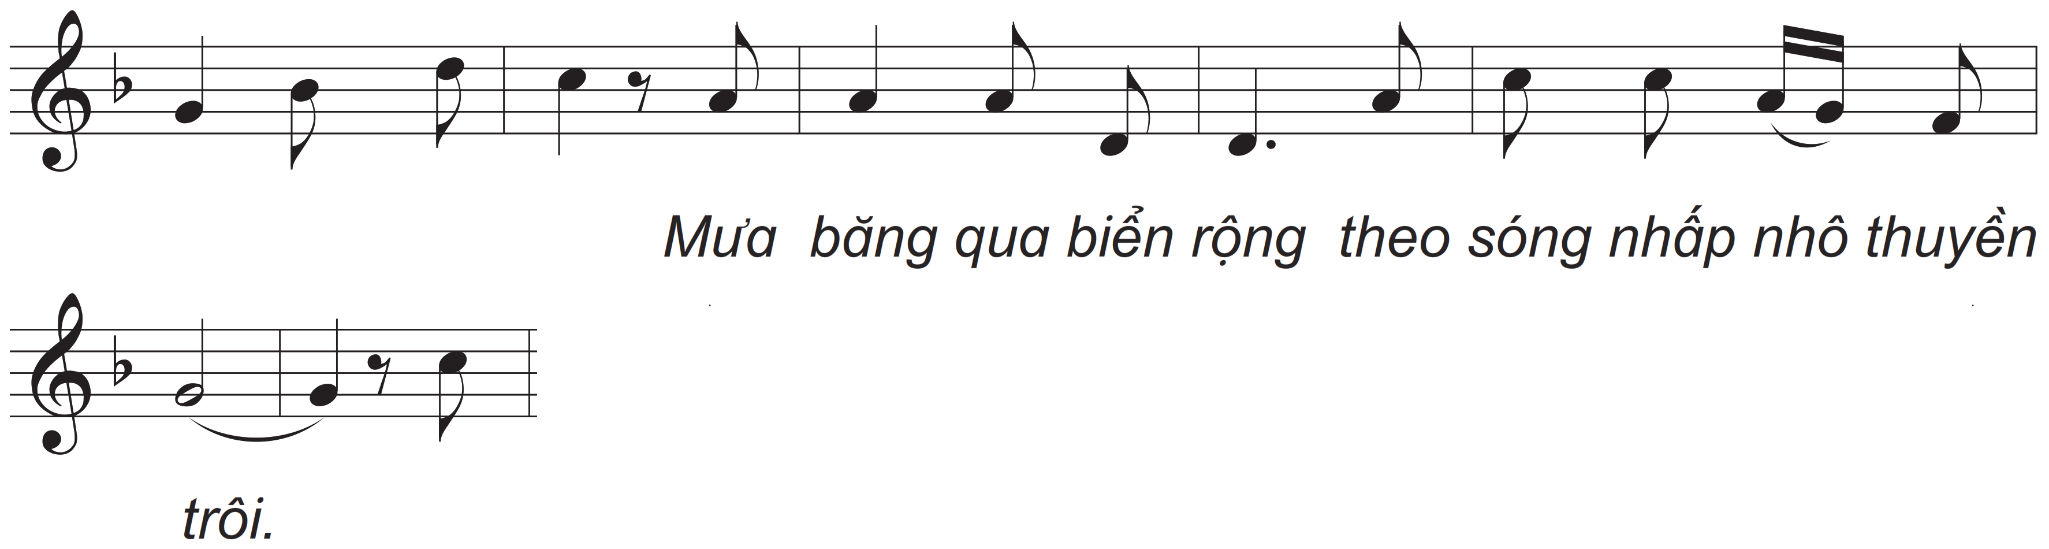 Mưa băng qua biển rộng theo sóng nhấp nhô thuyền
trôi.